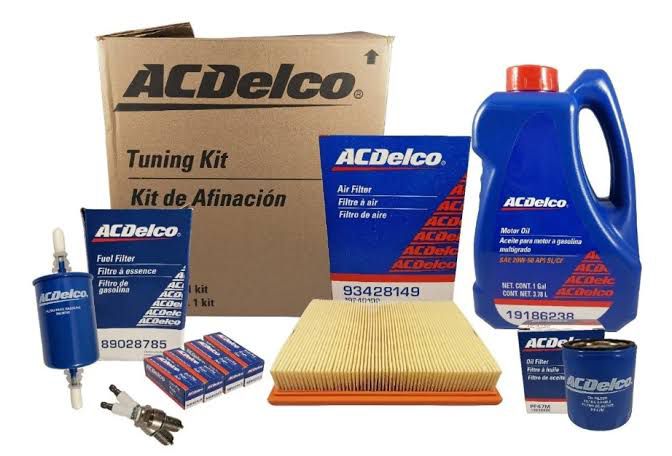 ACDelco®
Tuning Kit
Kit de Afinación
1 kit
1 kit
ACDelco
Air Filter
Filtre à air
Filtro de aire
ACDelco
ACDelco
ACDelco
93428149
ACDelco
Motor Oil
Aceite para motor a gasolina
multigrado
SAE 20W-50 API SL/CF
NET. CONT. 1 Gal
CONT. NET. 3.78 L
19186238
ACDelco
Fuel Filter
Filtre à essence
Filtro de
gasolina
ACDelco
ACDelco
ACDelco
89028785
ACDelco
ACDelco
Oil Filter
Filtre à huile
Filtro de aceite
PF47M
ACDelco